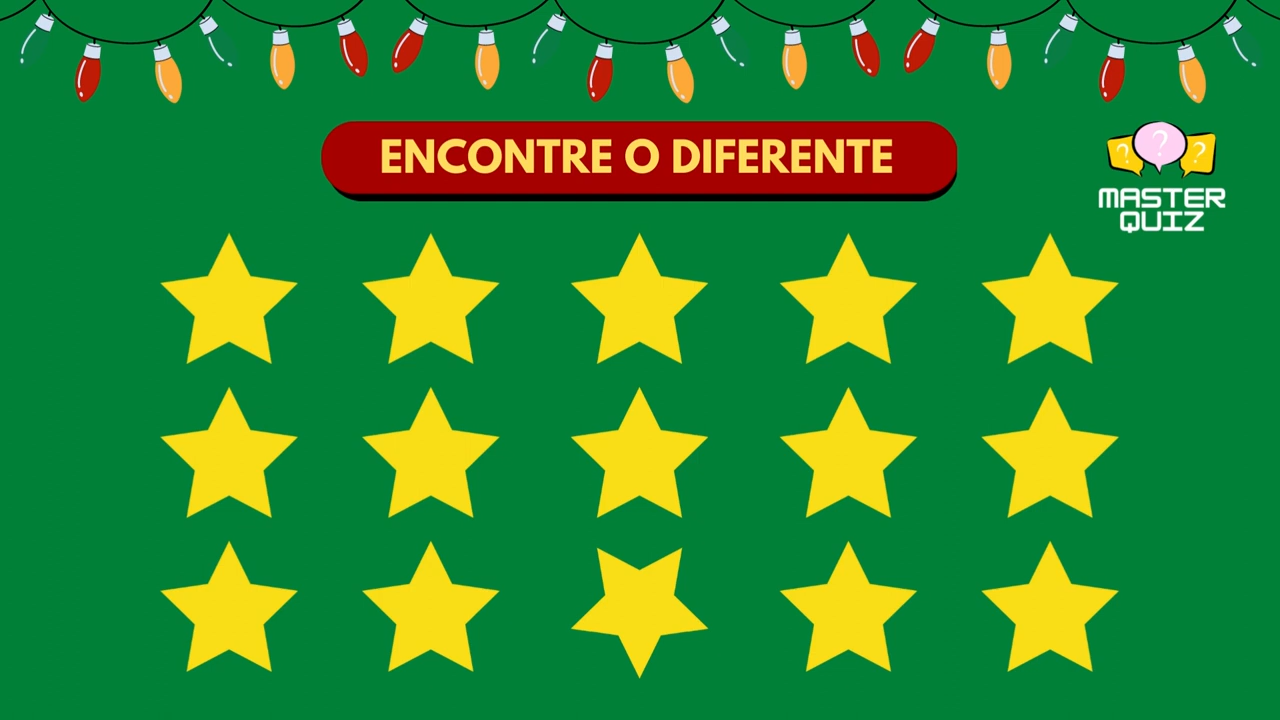 ENCONTRE O DIFERENTE
? ? ?
MASTER
QUIZ